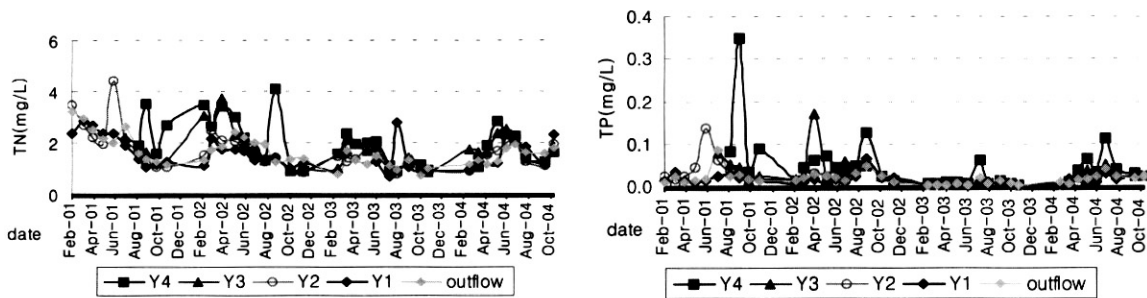 TN(mg/L)
6
4
2
0
date
Feb-01
Apr-01
Jun-01
Aug-01
Oct-01
Dec-01
Feb-02
Apr-02
Jun-02
Aug-02
Oct-02
Dec-02
Feb-03
Apr-03
Jun-03
Aug-03
Oct-03
Dec-03
Feb-04
Apr-04
Jun-04
Aug-04
Oct-04
Y4 Y3 Y2 Y1 outflow
TP(mg/L)
0.4
0.3
0.2
0.1
0.0
date
Feb-01
Apr-01
Jun-01
Aug-01
Oct-01
Dec-01
Feb-02
Apr-02
Jun-02
Aug-02
Oct-02
Dec-02
Feb-03
Apr-03
Jun-03
Aug-03
Oct-03
Dec-03
Feb-04
Apr-04
Jun-04
Aug-04
Oct-04
Y4 Y3 Y2 Y1 outflow